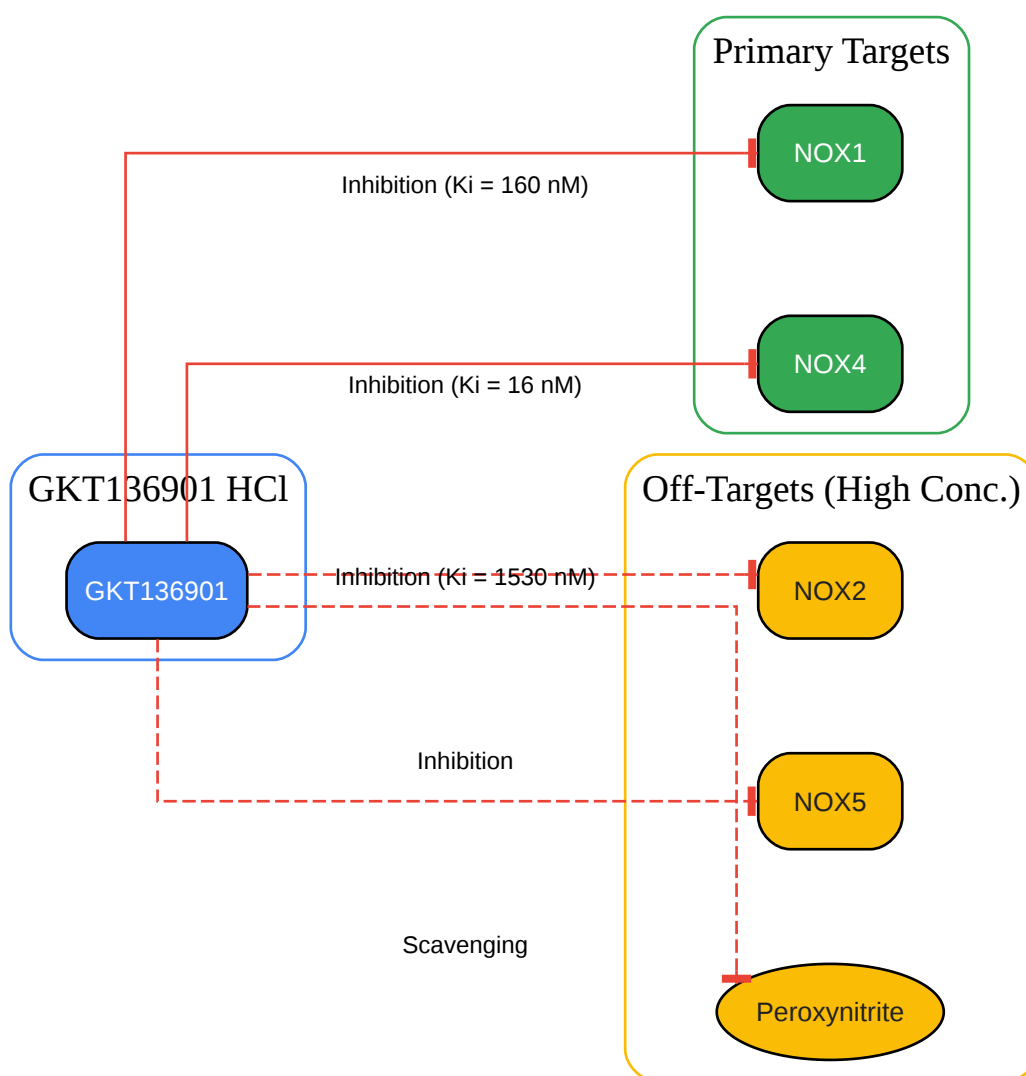 Primary Targets
NOX1
Inhibition (Ki = 160 nM)
NOX4
Inhibition (Ki = 16 nM)
GKT136901 HCl
Off-Targets (High Conc.)
GKT136901
Inhibition (Ki = 1530 nM)
NOX2
Inhibition
NOX5
Scavenging
Peroxynitrite